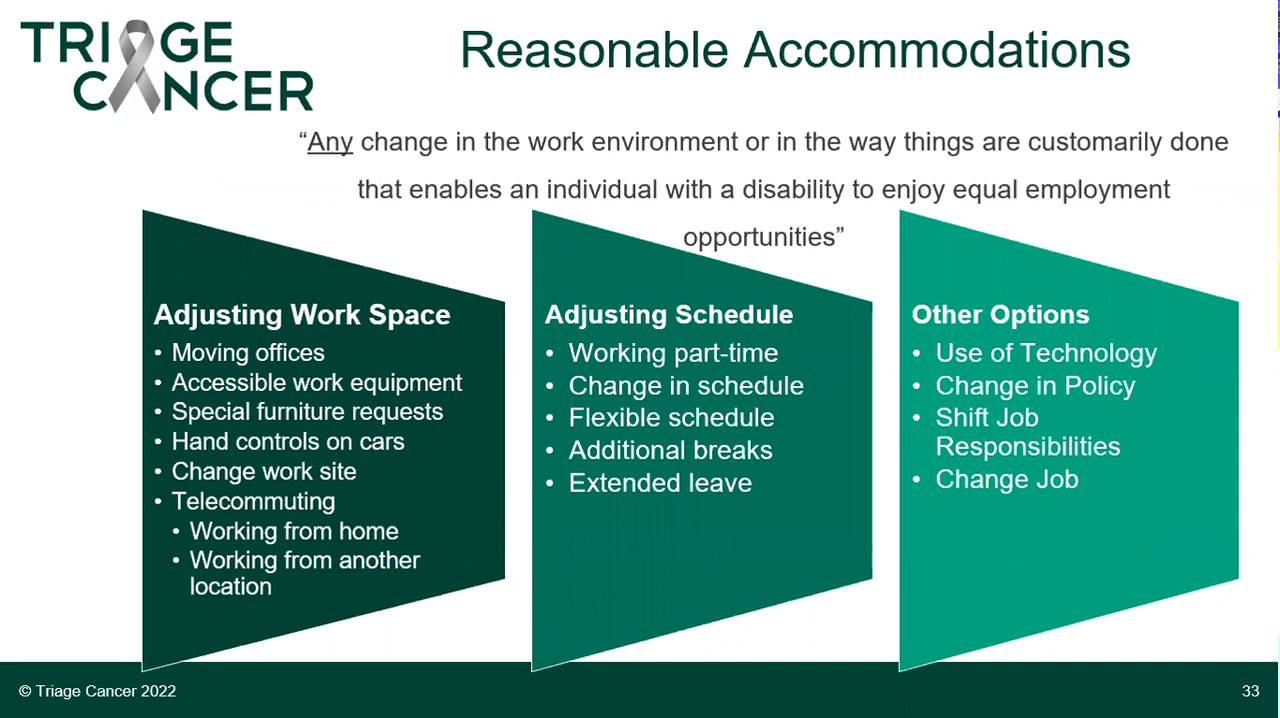 TRIAGE
CANCER
Reasonable Accommodations
“Any change in the work environment or in the way things are customarily done
that enables an individual with a disability to enjoy equal employment
opportunities”
Adjusting Work Space
• Moving offices
• Accessible work equipment
• Special furniture requests
• Hand controls on cars
• Change work site
• Telecommuting
• Working from home
• Working from another
location
Adjusting Schedule
• Working part-time
• Change in schedule
• Flexible schedule
• Additional breaks
• Extended leave
Other Options
• Use of Technology
• Change in Policy
• Shift Job
Responsibilities
• Change Job
© Triage Cancer 2022
33